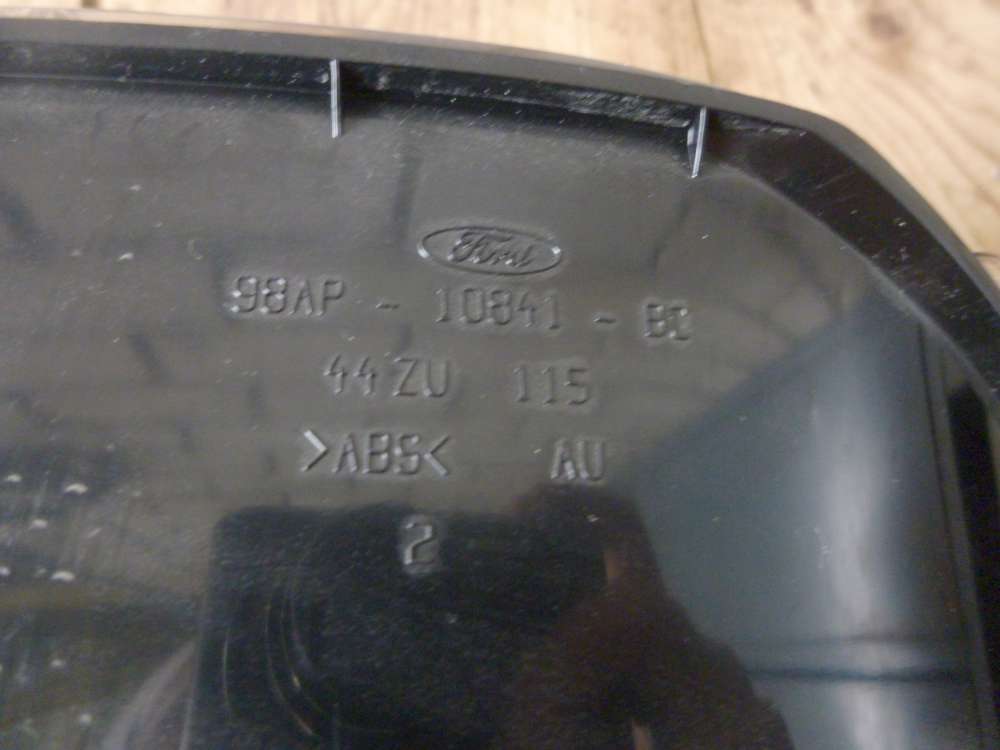 Ford
98AP - 10841 - BC
44ZU 115
>ABS< AU
2